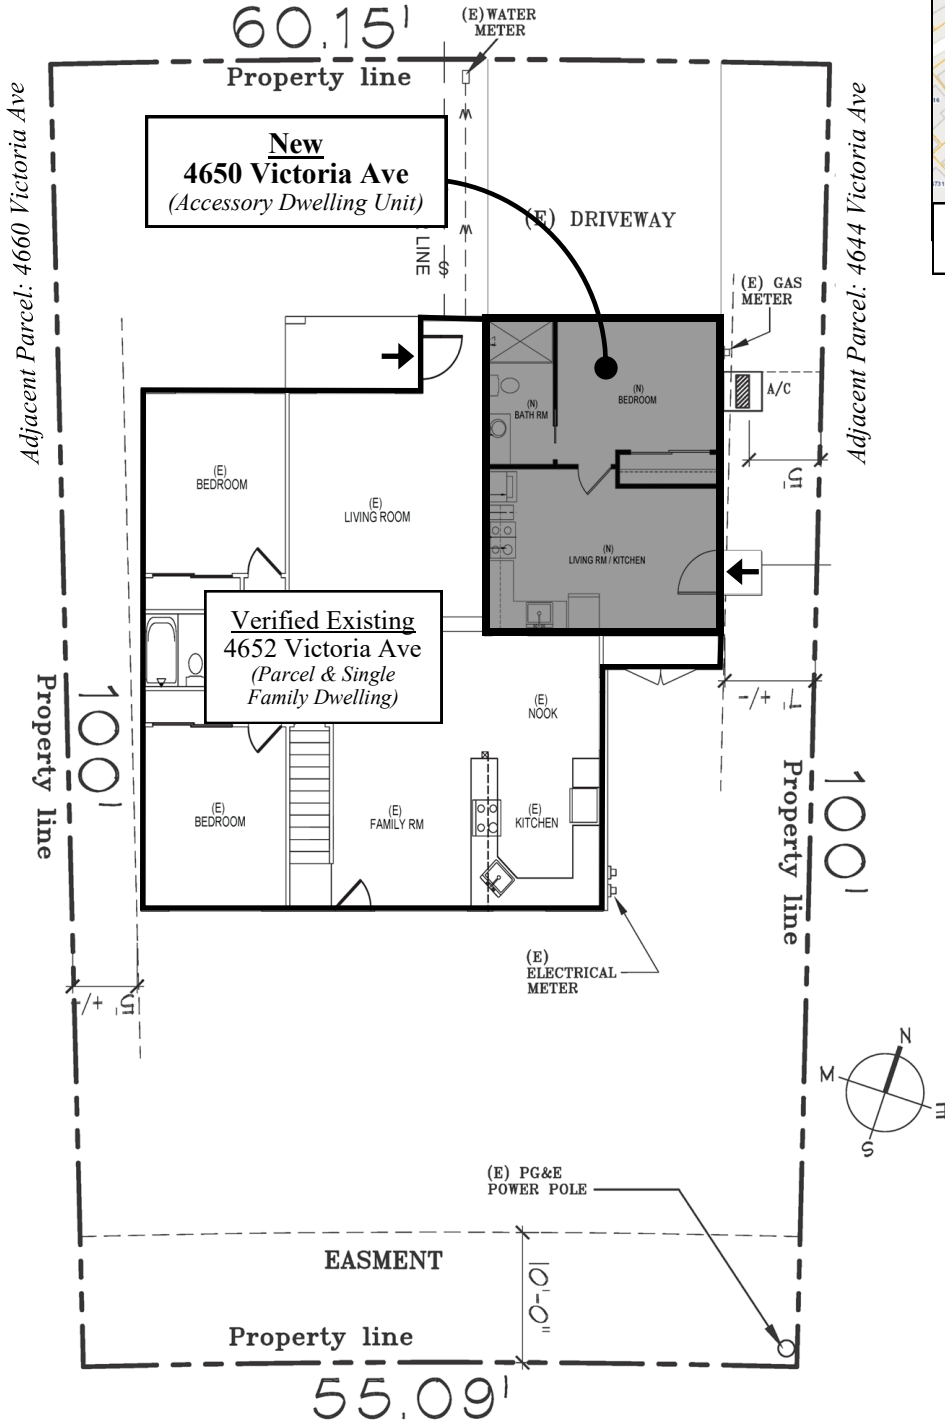 60.15'
(E)WATER
METER
Property line
Adjacent Parcel: 4660 Victoria Ave
Adjacent Parcel: 4644 Victoria Ave
New
4650 Victoria Ave
(Accessory Dwelling Unit)
(E) DRIVEWAY
LINE
S
(E) GAS
METER
A/C
(N)
BATH RM
(N)
BEDROOM
5'
(E)
BEDROOM
(E)
LIVING ROOM
(N)
LIVING RM / KITCHEN
Verified Existing
4652 Victoria Ave
(Parcel & Single
Family Dwelling)
7' +/-
(E)
NOOK
100'
Property line
100'
Property line
(E)
BEDROOM
(E)
FAMILY RM
(E)
KITCHEN
(E)
ELECTRICAL
METER
5' +/-
N
E
S
(E) PG&E
POWER POLE
EASMENT
10'-0"
Property line
55.09'